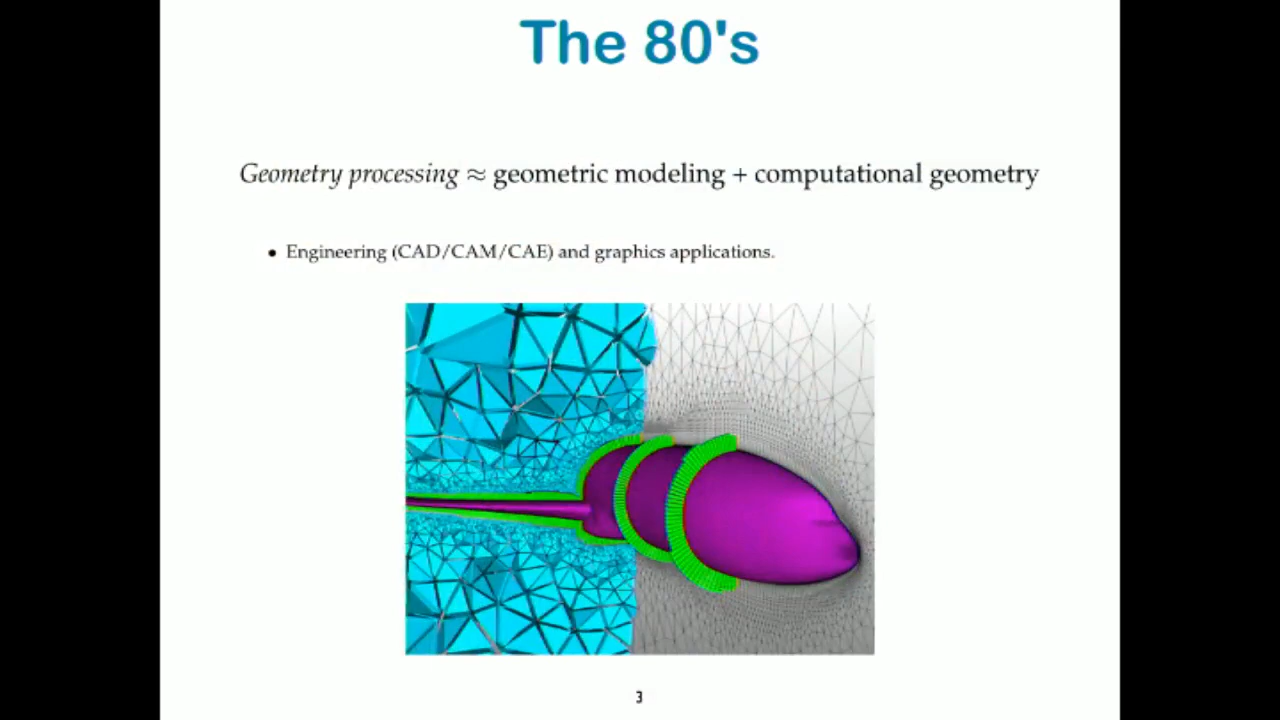 The 80's
Geometry processing ≈ geometric modeling + computational geometry
• Engineering (CAD/CAM/CAE) and graphics applications.
3